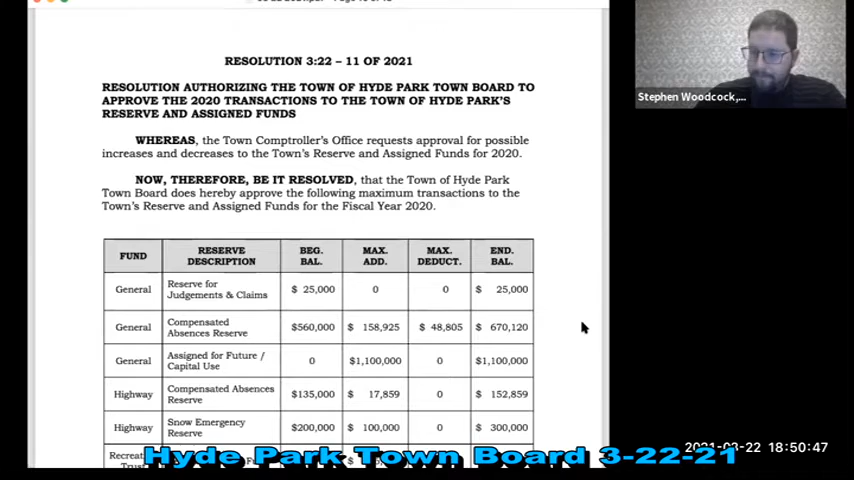 RESOLUTION 3:22 – 11 OF 2021
RESOLUTION AUTHORIZING THE TOWN OF HYDE PARK TOWN BOARD TO
APPROVE THE 2020 TRANSACTIONS TO THE TOWN OF HYDE PARK'S
RESERVE AND ASSIGNED FUNDS
WHEREAS, the Town Comptroller's Office requests approval for possible
increases and decreases to the Town's Reserve and Assigned Funds for 2020.
NOW, THEREFORE, BE IT RESOLVED, that the Town of Hyde Park
Town Board does hereby approve the following maximum transactions to the
Town's Reserve and Assigned Funds for the Fiscal Year 2020.
FUND RESERVE DESCRIPTION BEG. BAL. MAX. ADD. MAX. DEDUCT. END. BAL.
General Reserve for Judgements & Claims $ 25,000 0 0 $ 25,000
General Compensated Absences Reserve $560,000 $ 158,925 $ 48,805 $ 670,120
General Assigned for Future / Capital Use 0 $1,100,000 0 $1,100,000
Highway Compensated Absences Reserve $135,000 $ 17,859 0 $ 152,859
Highway Snow Emergency Reserve $200,000 $ 100,000 0 $ 300,000
Stephen Woodcock,...
Hyde Park Town Board 3-22-21
18:50:47